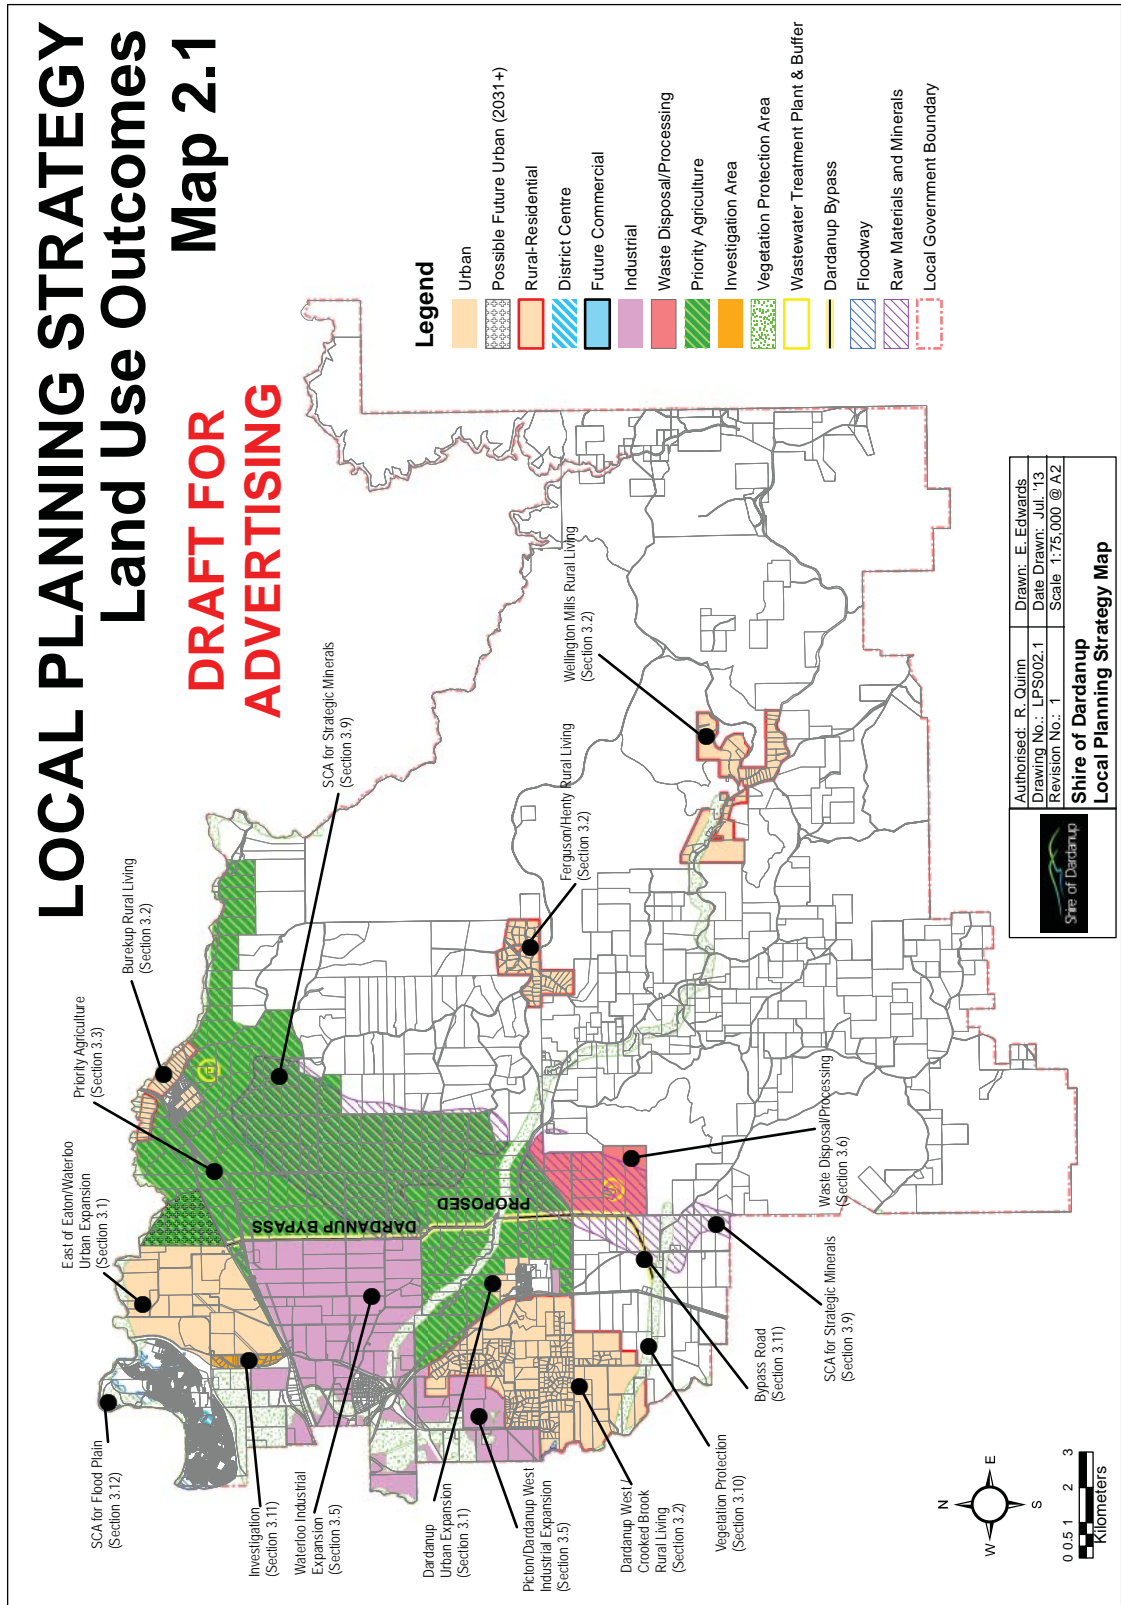 LOCAL PLANNING STRATEGY
Land Use Outcomes
Map 2.1
DRAFT FOR
ADVERTISING
Legend
Urban
Possible Future Urban (2031+)
Rural-Residential
District Centre
Future Commercial
Industrial
Waste Disposal/Processing
Priority Agriculture
Investigation Area
Vegetation Protection Area
Wastewater Treatment Plant & Buffer
Dardanup Bypass
Floodway
Raw Materials and Minerals
Local Government Boundary
SCA for Flood Plain
(Section 3.12)
East of Eaton/Waterloo
Urban Expansion
(Section 3.1)
Priority Agriculture
(Section 3.3)
Burekup Rural Living
(Section 3.2)
SCA for Strategic Minerals
(Section 3.9)
Ferguson/Henty Rural Living
(Section 3.2)
Wellington Mills Rural Living
(Section 3.2)
Investigation
(Section 3.11)
Waterloo Industrial
Expansion
(Section 3.5)
Dardanup
Urban Expansion
(Section 3.1)
Picton/Dardanup West
Industrial Expansion
(Section 3.5)
Dardanup West /
Crooked Brook
Rural Living
(Section 3.2)
Vegetation Protection
(Section 3.10)
Bypass Road
(Section 3.11)
SCA for Strategic Minerals
(Section 3.9)
Waste Disposal/Processing
(Section 3.6)
PROPOSED
DARDANUP BYPASS
N
W
E
S
0 0.5 1 2 3
Kilometers
Shire of Dardanup
Authorised: R. Quinn
Drawn: E. Edwards
Drawing No.: LPS002.1
Date Drawn: Jul. '13
Revision No.: 1
Scale 1:75,000 @ A2
Shire of Dardanup
Local Planning Strategy Map